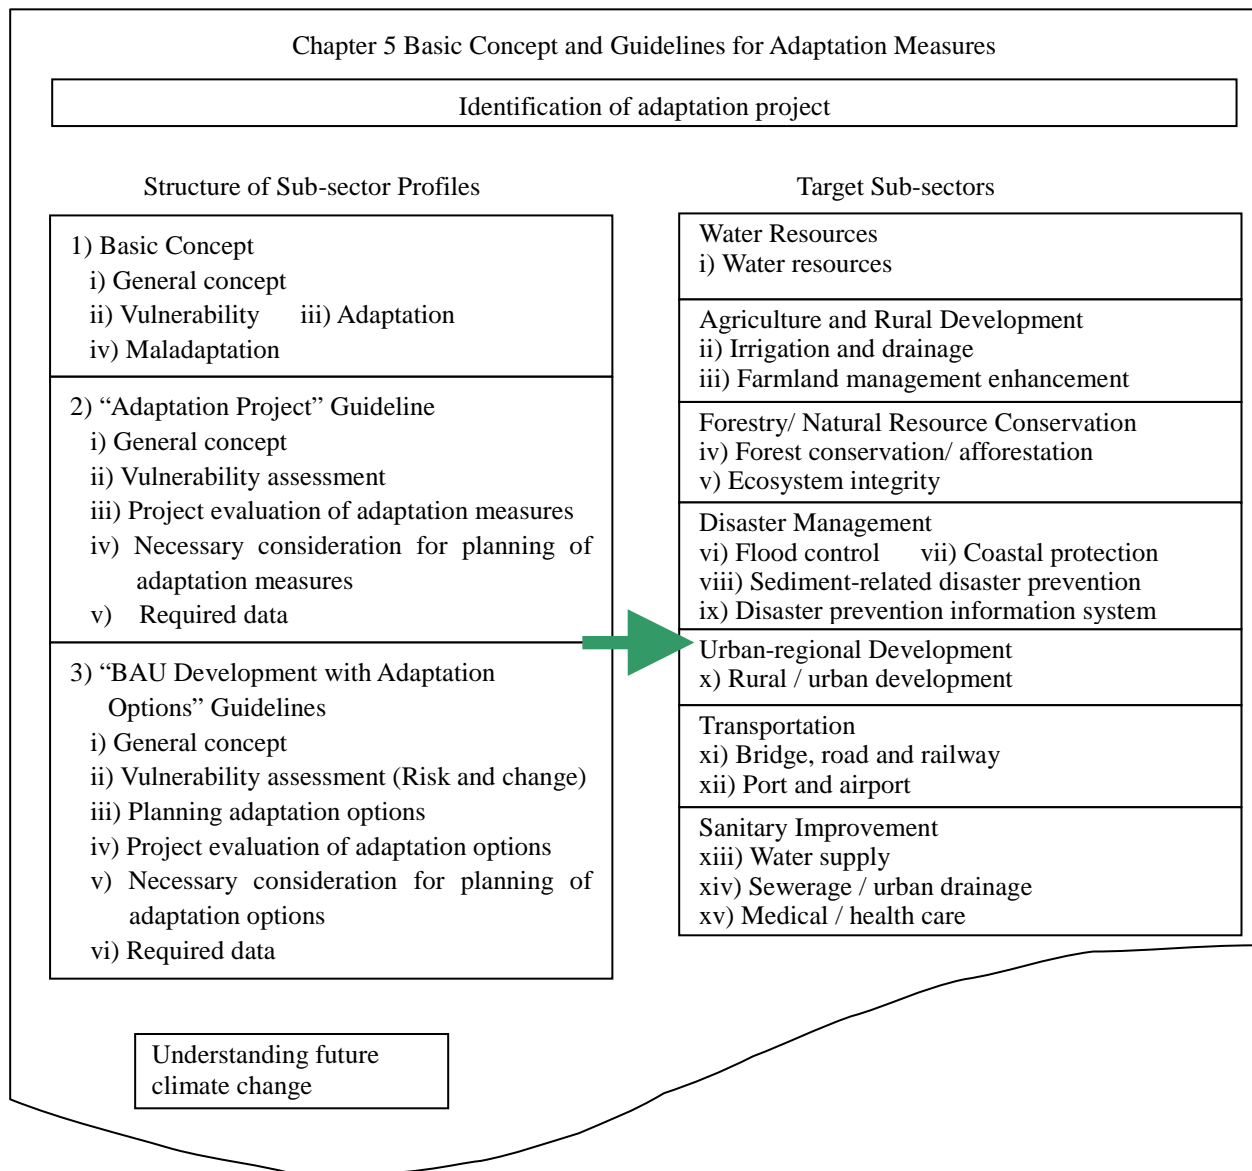 Chapter 5 Basic Concept and Guidelines for Adaptation Measures
Identification of adaptation project
Structure of Sub-sector Profiles
1) Basic Concept
i) General concept
ii) Vulnerability iii) Adaptation
iv) Maladaptation
2) “Adaptation Project” Guideline
i) General concept
ii) Vulnerability assessment
iii) Project evaluation of adaptation measures
iv) Necessary consideration for planning of
adaptation measures
v) Required data
3) “BAU Development with Adaptation
Options” Guidelines
i) General concept
ii) Vulnerability assessment (Risk and change)
iii) Planning adaptation options
iv) Project evaluation of adaptation options
v) Necessary consideration for planning of
adaptation options
vi) Required data
Target Sub-sectors
Water Resources
i) Water resources
Agriculture and Rural Development
ii) Irrigation and drainage
iii) Farmland management enhancement
Forestry/ Natural Resource Conservation
iv) Forest conservation/ afforestation
v) Ecosystem integrity
Disaster Management
vi) Flood control vii) Coastal protection
viii) Sediment-related disaster prevention
ix) Disaster prevention information system
Urban-regional Development
x) Rural / urban development
Transportation
xi) Bridge, road and railway
xii) Port and airport
Sanitary Improvement
xiii) Water supply
xiv) Sewerage / urban drainage
xv) Medical / health care
Understanding future
climate change